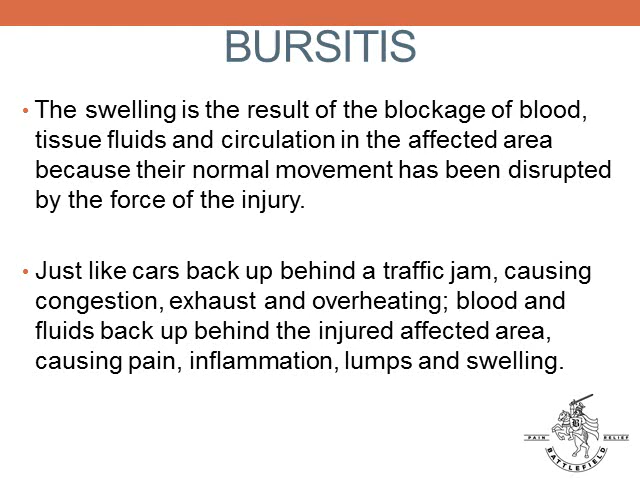 BURSITIS
• The swelling is the result of the blockage of blood,
tissue fluids and circulation in the affected area
because their normal movement has been disrupted
by the force of the injury.
• Just like cars back up behind a traffic jam, causing
congestion, exhaust and overheating; blood and
fluids back up behind the injured affected area,
causing pain, inflammation, lumps and swelling.
B
PAIN RELIEF
BATTLEFIELD